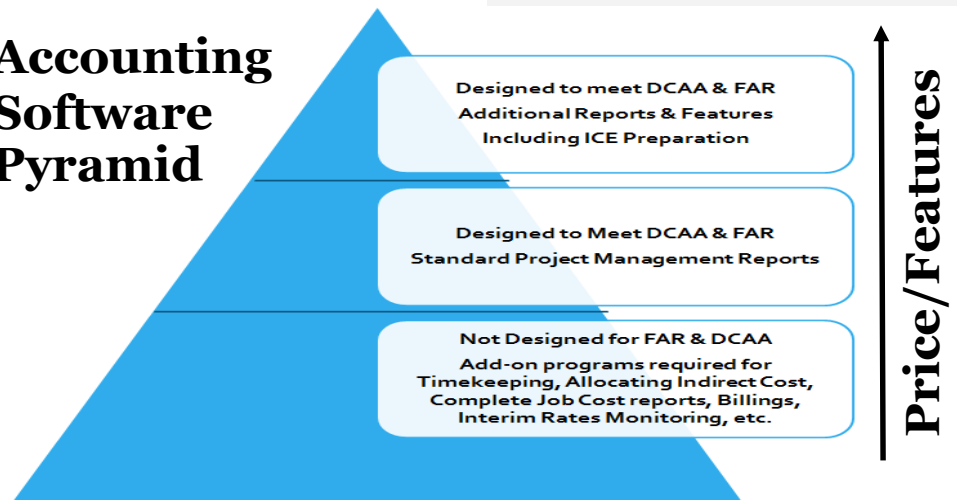 Accounting
Software
Pyramid
Designed to meet DCAA & FAR
Additional Reports & Features
Including ICE Preparation
Designed to Meet DCAA & FAR
Standard Project Management Reports
Not Designed for FAR & DCAA
Add-on programs required for
Timekeeping, Allocating Indirect Cost,
Complete Job Cost reports, Billings,
Interim Rates Monitoring, etc.
Price/Features